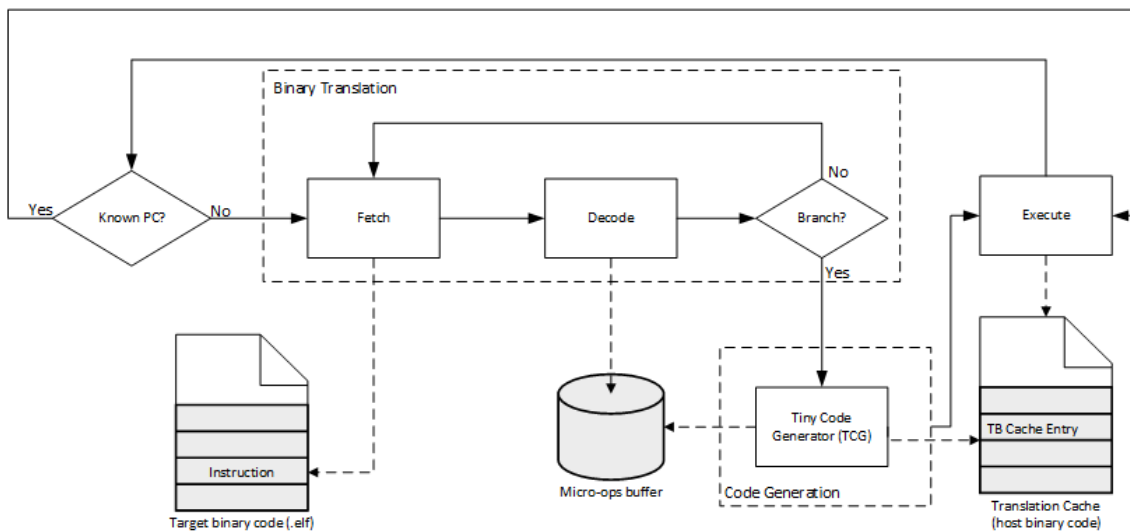 Binary Translation
No
Yes
Known PC?
No
Fetch
Decode
Branch?
Execute
Yes
Tiny Code
Generator (TCG)
TB Cache Entry
Instruction
Micro-ops buffer
Code Generation
Target binary code (.elf)
Translation Cache
(host binary code)